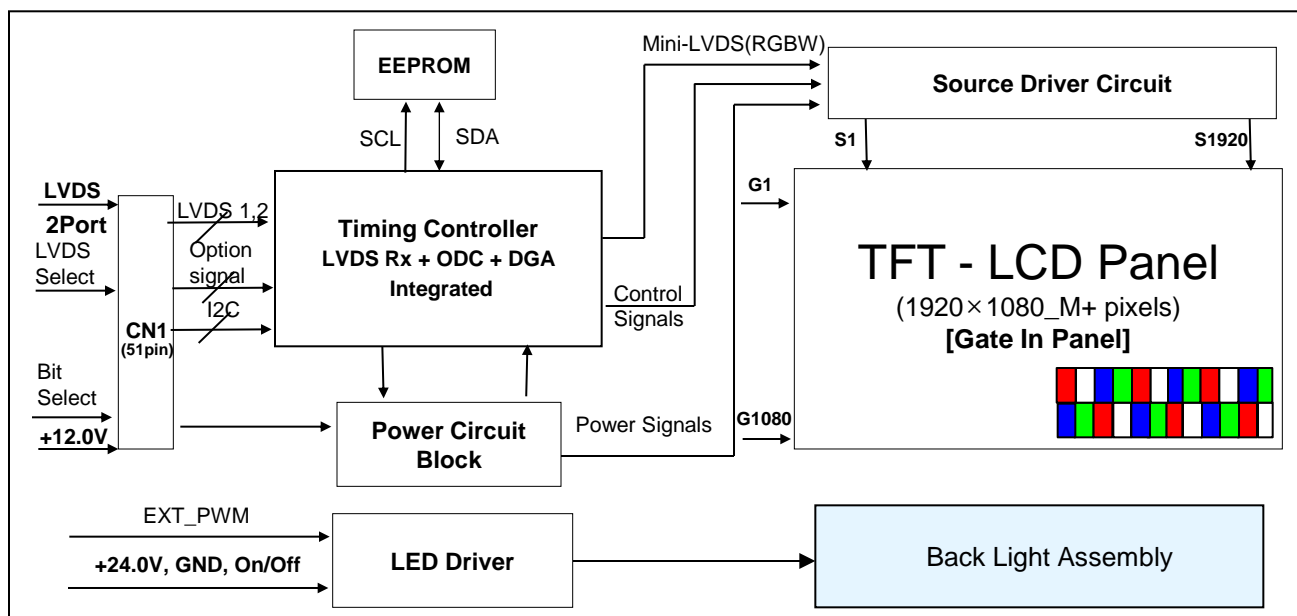 Mini-LVDS(RGBW)
EEPROM
Source Driver Circuit
SCL
SDA
S1
S1920
LVDS
2Port
LVDS
Select
LVDS 1,2
Option
signal
I2C
CN1
(51pin)
Bit
Select
+12.0V
Timing Controller
LVDS Rx + ODC + DGA
Integrated
Control
Signals
G1
TFT - LCD Panel
(1920×1080_M+ pixels)
[Gate In Panel]
Power Circuit
Block
Power Signals
G1080
EXT_PWM
+24.0V, GND, On/Off
LED Driver
Back Light Assembly